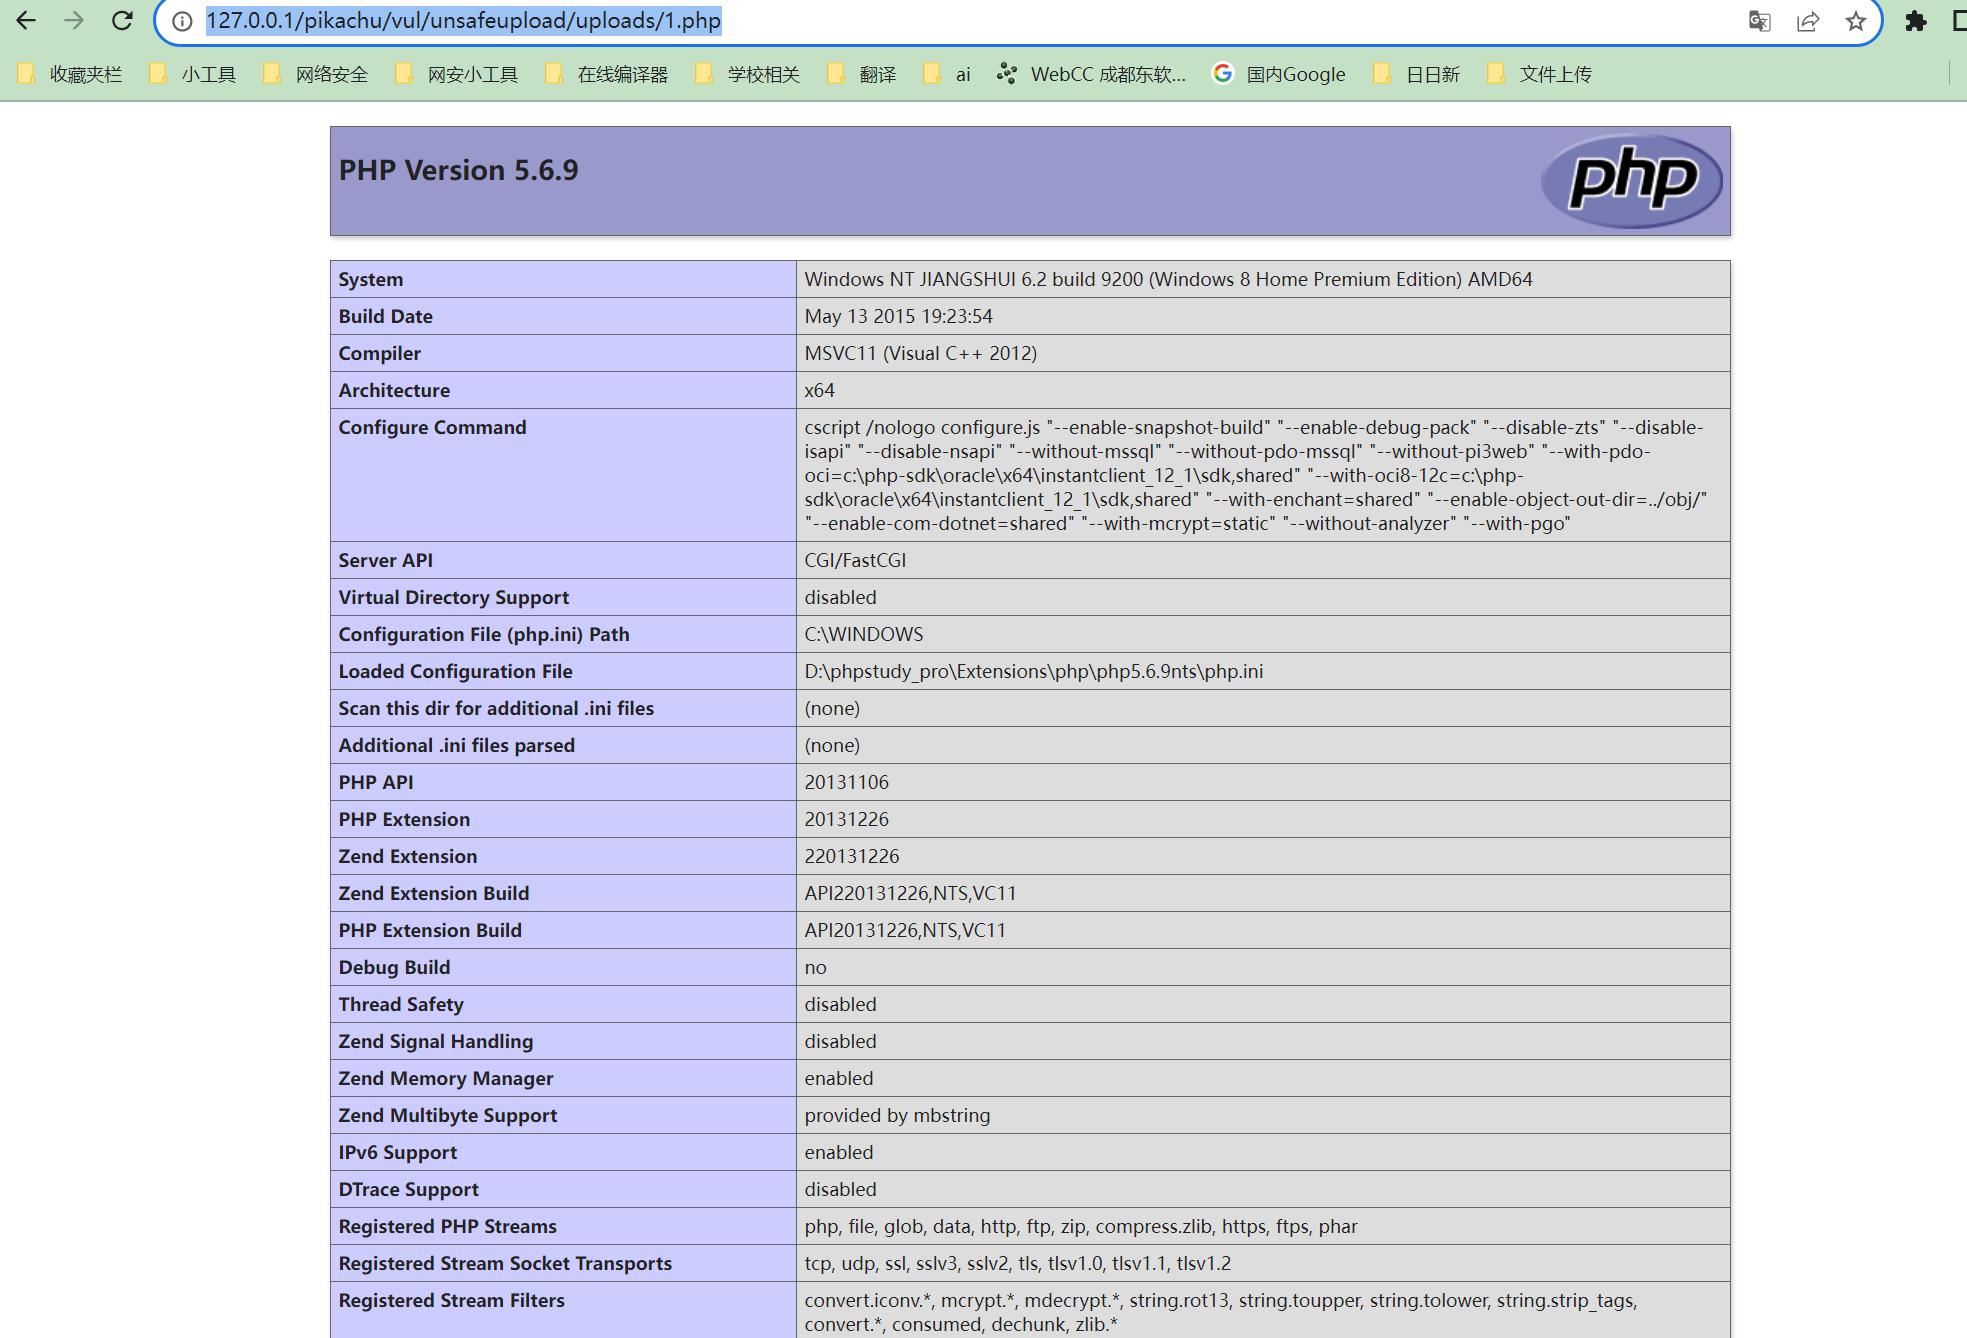 127.0.0.1/pikachu/vul/unsafeupload/uploads/1.php
收藏夹栏 小工具 网络安全 网安小工具 在线编译器 学校相关 翻译 ai WebCC 成都东软... 国内Google 日日新 文件上传
PHP Version 5.6.9
php
System Windows NT JIANGSHUI 6.2 build 9200 (Windows 8 Home Premium Edition) AMD64
Build Date May 13 2015 19:23:54
Compiler MSVC11 (Visual C++ 2012)
Architecture x64
Configure Command cscript /nologo configure.js "--enable-snapshot-build" "--enable-debug-pack" "--disable-zts" "--disable-
isapi" "--disable-nsapi" "--without-mssql" "--without-pdo-mssql" "--without-pi3web" "--with-pdo-
oci=c:\php-sdk\oracle\x64\instantclient_12_1\sdk,shared" "--with-oci8-12c=c:\php-
sdk\oracle\x64\instantclient_12_1\sdk,shared" "--with-enchant=shared" "--enable-object-out-dir=../obj/"
"--enable-com-dotnet=shared" "--with-mcrypt=static" "--without-analyzer" "--with-pgo"
Server API CGI/FastCGI
Virtual Directory Support disabled
Configuration File (php.ini) Path C:\WINDOWS
Loaded Configuration File D:\phpstudy_pro\Extensions\php\php5.6.9nts\php.ini
Scan this dir for additional .ini files (none)
Additional .ini files parsed (none)
PHP API 20131106
PHP Extension 20131226
Zend Extension 220131226
Zend Extension Build API220131226,NTS,VC11
PHP Extension Build API20131226,NTS,VC11
Debug Build no
Thread Safety disabled
Zend Signal Handling disabled
Zend Memory Manager enabled
Zend Multibyte Support provided by mbstring
IPv6 Support enabled
DTrace Support disabled
Registered PHP Streams php, file, glob, data, http, ftp, zip, compress.zlib, https, ftps, phar
Registered Stream Socket Transports tcp, udp, ssl, sslv3, sslv2, tls, tlsv1.0, tlsv1.1, tlsv1.2
Registered Stream Filters convert.iconv.*, mcrypt.*, mdecrypt.*, string.rot13, string.toupper, string.tolower, string.strip_tags,
convert.*, consumed, dechunk, zlib.*